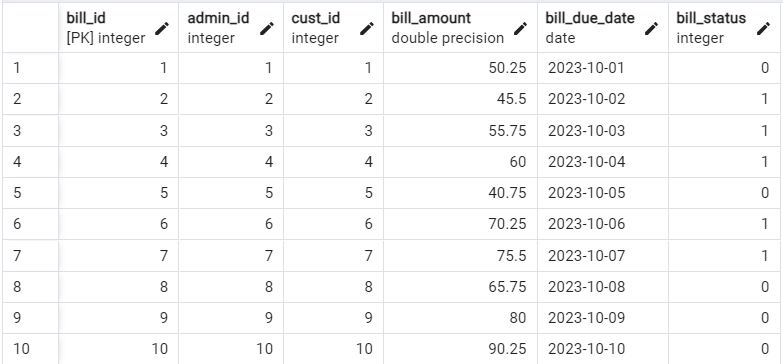 bill_id admin_id cust_id bill_amount bill_due_date bill_status
[PK] integer integer integer double precision date integer
1 1 1 1 50.25 2023-10-01 0
2 2 2 2 45.5 2023-10-02 1
3 3 3 3 55.75 2023-10-03 1
4 4 4 4 60 2023-10-04 1
5 5 5 5 40.75 2023-10-05 0
6 6 6 6 70.25 2023-10-06 1
7 7 7 7 75.5 2023-10-07 1
8 8 8 8 65.75 2023-10-08 0
9 9 9 9 80 2023-10-09 0
10 10 10 10 90.25 2023-10-10 0